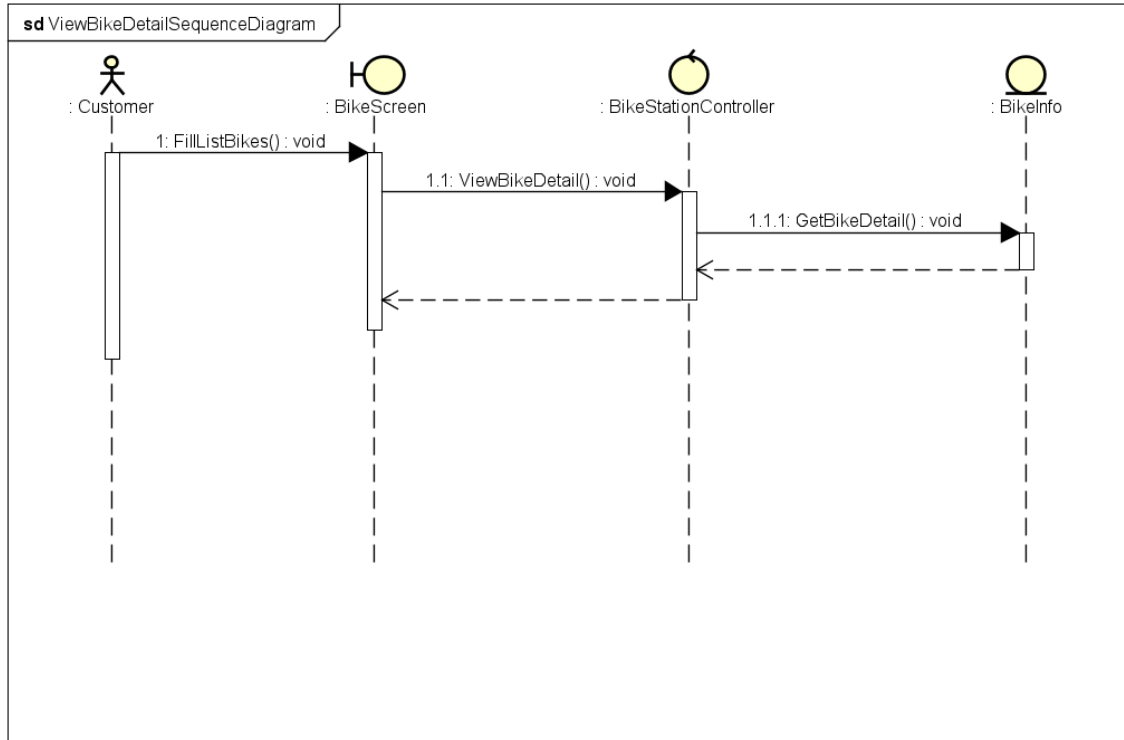 sd ViewBikeDetailSequenceDiagram
: Customer
: BikeScreen
: BikeStationController
: BikeInfo
1: FillListBikes() : void
1.1: ViewBikeDetail() : void
1.1.1: GetBikeDetail() : void